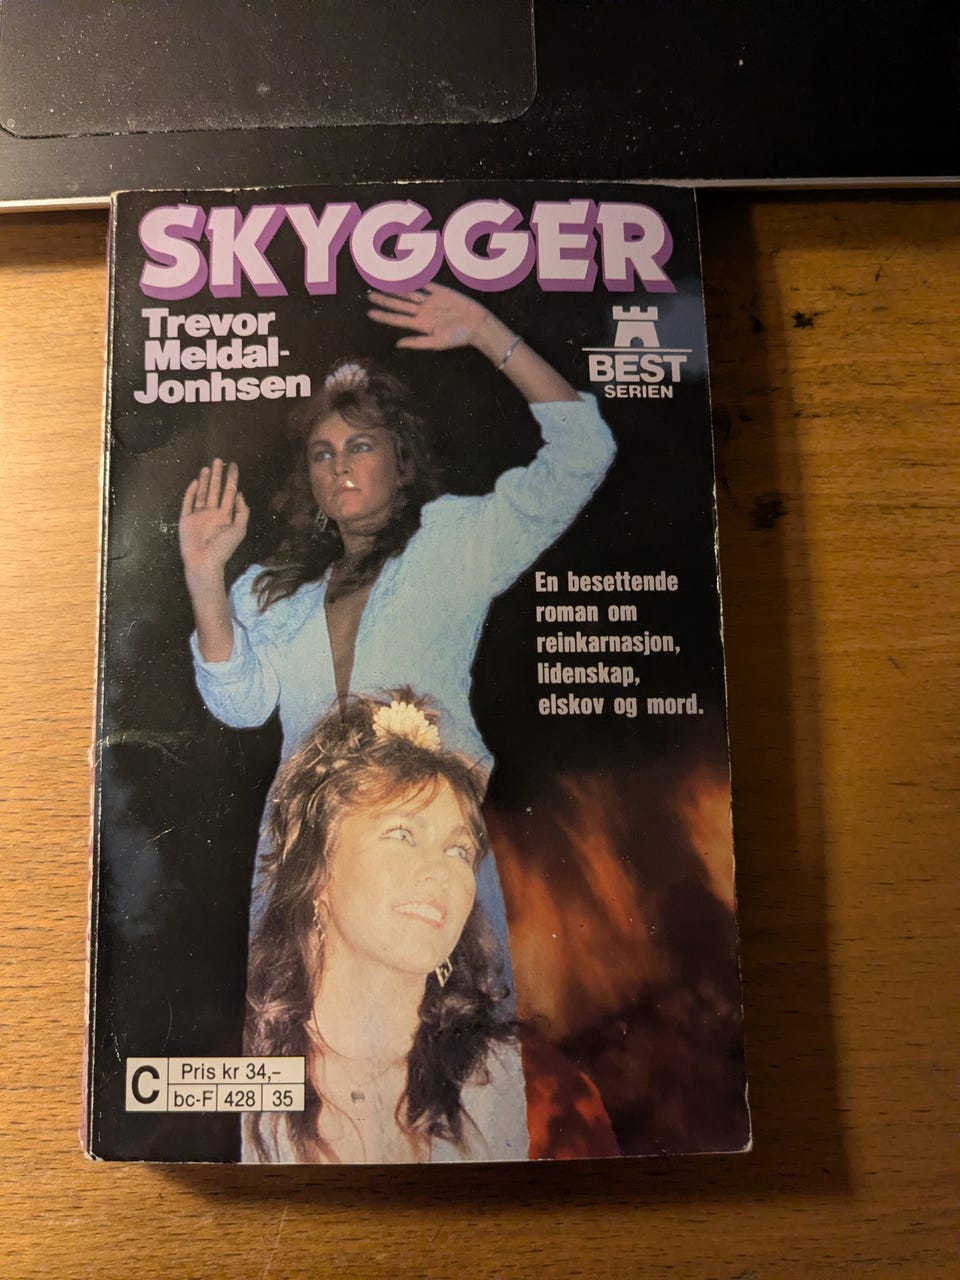 SKYGGER
Trevor
Meldal-
Jonhsen
BEST
SERIEN
En besettende
roman om
reinkarnasjon,
lidenskap,
elskov og mord.
C
Pris kr 34,–
bc-F 428 35